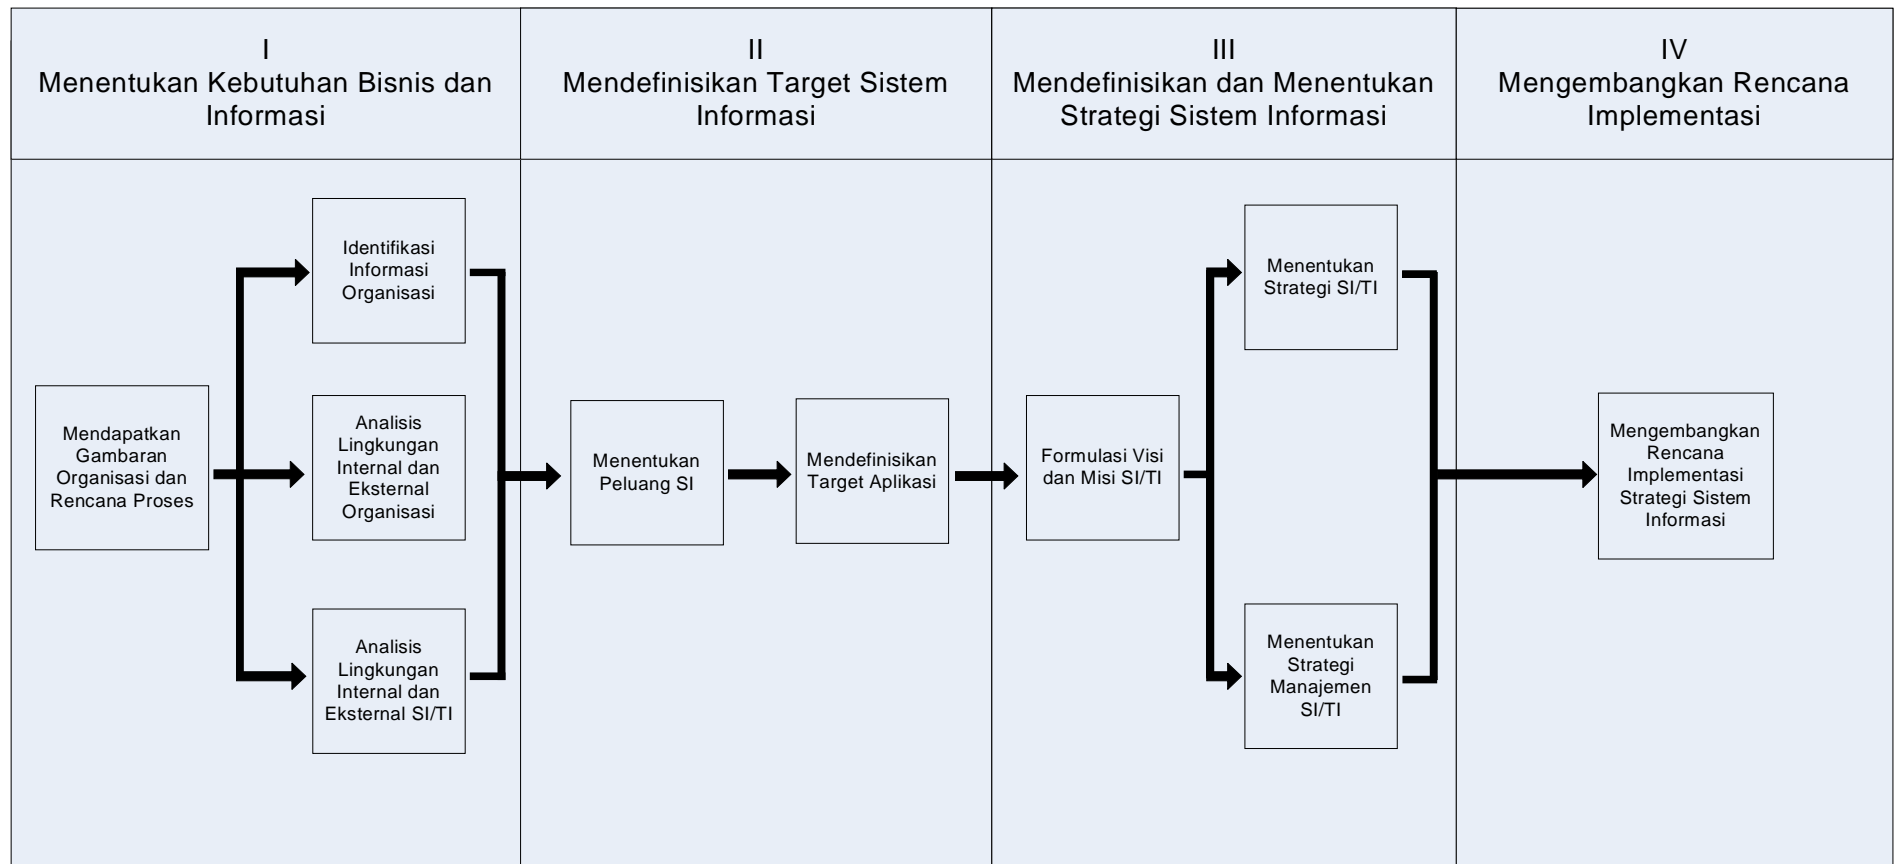 I
Menentukan Kebutuhan Bisnis dan
Informasi
II
Mendefinisikan Target Sistem
Informasi
III
Mendefinisikan dan Menentukan
Strategi Sistem Informasi
IV
Mengembangkan Rencana
Implementasi
Mendapatkan
Gambaran
Organisasi dan
Rencana Proses
Identifikasi
Informasi
Organisasi
Analisis
Lingkungan
Internal dan
Eksternal
Organisasi
Analisis
Lingkungan
Internal dan
Eksternal SI/TI
Menentukan
Peluang SI
Mendefinisikan
Target Aplikasi
Formulasi Visi
dan Misi SI/TI
Menentukan
Strategi SI/TI
Menentukan
Strategi
Manajemen
SI/TI
Mengembangkan
Rencana
Implementasi
Strategi Sistem
Informasi